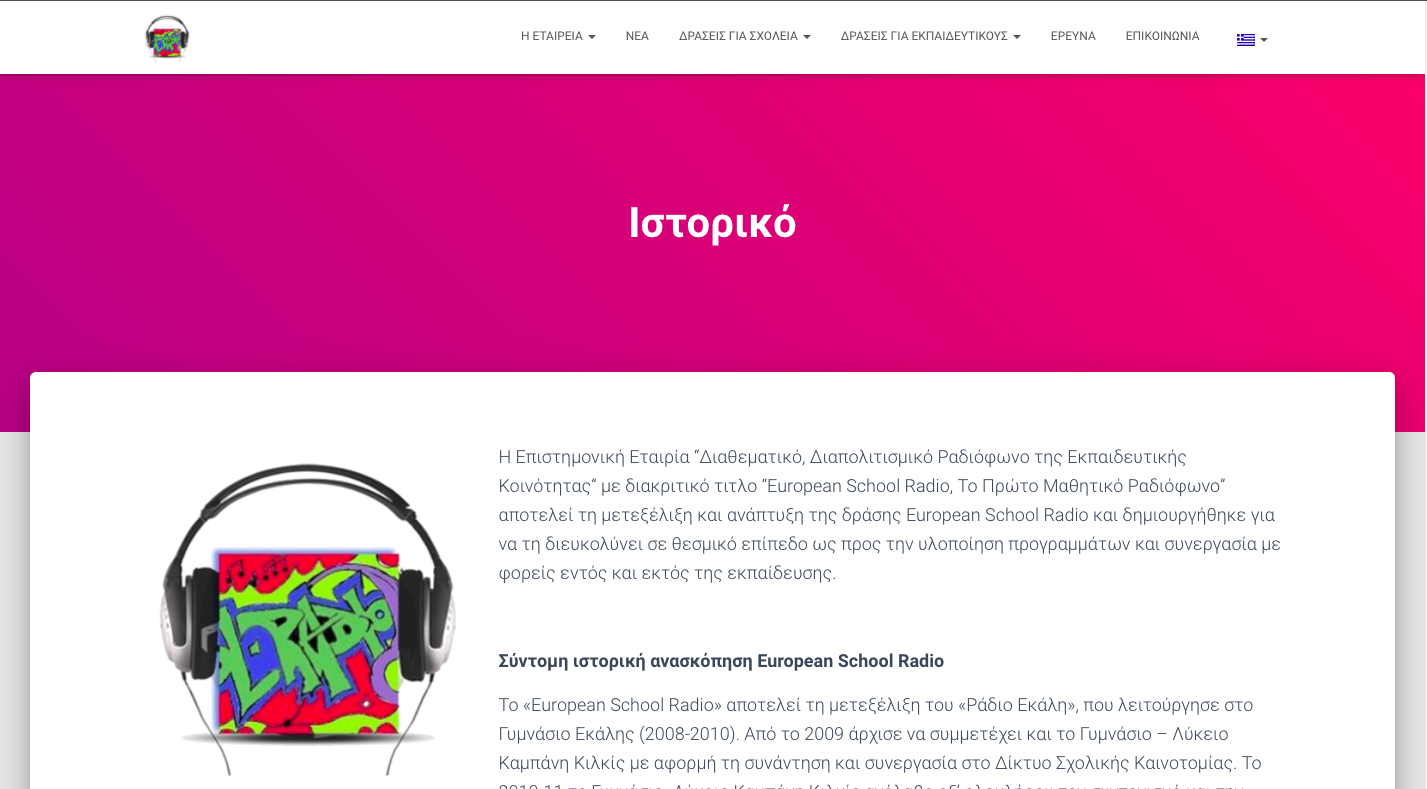 Η ΕΤΑΙΡΕΙΑ ΝΕΑ ΔΡΑΣΕΙΣ ΓΙΑ ΣΧΟΛΕΙΑ ΔΡΑΣΕΙΣ ΓΙΑ ΕΚΠΑΙΔΕΥΤΙΚΟΥΣ ΕΡΕΥΝΑ ΕΠΙΚΟΙΝΩΝΙΑ
Ιστορικό
Η Επιστημονική Εταιρία “Διαθεματικό, Διαπολιτισμικό Ραδιόφωνο της Εκπαιδευτικής
Κοινότητας” με διακριτικό τιτλο “European School Radio, Το Πρώτο Μαθητικό Ραδιόφωνο”
αποτελεί τη μετεξέλιξη και ανάπτυξη της δράσης European School Radio και δημιουργήθηκε για
να τη διευκολύνει σε θεσμικό επίπεδο ως προς την υλοποίηση προγραμμάτων και συνεργασία με
φορείς εντός και εκτός της εκπαίδευσης.
Σύντομη ιστορική ανασκόπηση European School Radio
Το «European School Radio» αποτελεί τη μετεξέλιξη του «Ράδιο Εκάλη», που λειτούργησε στο
Γυμνάσιο Εκάλης (2008-2010). Από το 2009 άρχισε να συμμετέχει και το Γυμνάσιο – Λύκειο
Καμπάνη Κιλκίς με αφορμή τη συνάντηση και συνεργασία στο Δίκτυο Σχολικής Καινοτομίας. Το